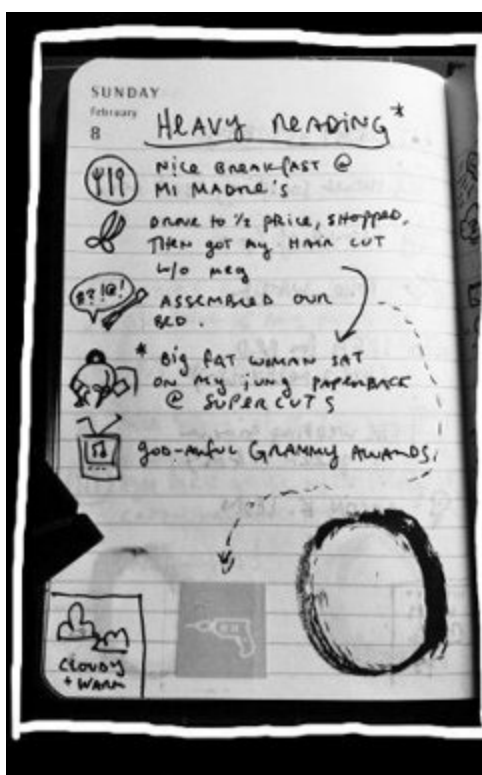 SUNDAY
February
8
HEAVY READING*
NICE BREAKFAST @
MI MADRE'S
DROVE TO 1/2 PRICE, SHOPPED,
THEN GOT MY HAIR CUT
W/O MEG
#?!@!
ASSEMBLED OUR
BED.
* BIG FAT WOMAN SAT
ON MY JUNG PAPERBACK
@ SUPERCUTS
GOD-AWFUL GRAMMY AWARDS.
CLOUDY
+ WARM